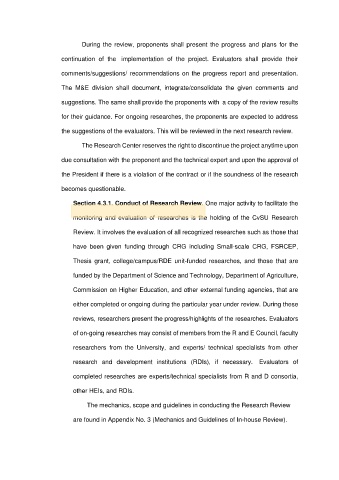 During the review, proponents shall present the progress and plans for the
continuation of the implementation of the project. Evaluators shall provide their
comments/suggestions/ recommendations on the progress report and presentation.
The M&E division shall document, integrate/consolidate the given comments and
suggestions. The same shall provide the proponents with a copy of the review results
for their guidance. For ongoing researches, the proponents are expected to address
the suggestions of the evaluators. This will be reviewed in the next research review.
The Research Center reserves the right to discontinue the project anytime upon
due consultation with the proponent and the technical expert and upon the approval of
the President if there is a violation of the contract or if the soundness of the research
becomes questionable.
Section 4.3.1. Conduct of Research Review. One major activity to facilitate the
monitoring and evaluation of researches is the holding of the CvSU Research
Review. It involves the evaluation of all recognized researches such as those that
have been given funding through CRG including Small-scale CRG, FSRCEP,
Thesis grant, college/campus/RDE unit-funded researches, and those that are
funded by the Department of Science and Technology, Department of Agriculture,
Commission on Higher Education, and other external funding agencies, that are
either completed or ongoing during the particular year under review. During these
reviews, researchers present the progress/highlights of the researches. Evaluators
of on-going researches may consist of members from the R and E Council, faculty
researchers from the University, and experts/ technical specialists from other
research and development institutions (RDIs), if necessary. Evaluators of
completed researches are experts/technical specialists from R and D consortia,
other HEIs, and RDIs.
The mechanics, scope and guidelines in conducting the Research Review
are found in Appendix No. 3 (Mechanics and Guidelines of In-house Review).